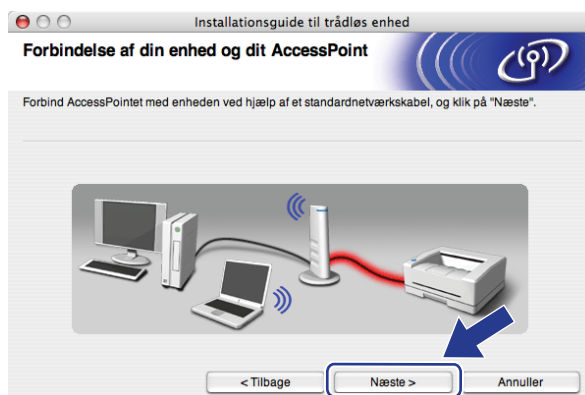 Installationsguide til trådløs enhed
Forbindelse af din enhed og dit AccessPoint
Forbind AccessPointet med enheden ved hjælp af et standardnetværkskabel, og klik på "Næste".
< Tilbage
Næste >
Annuller